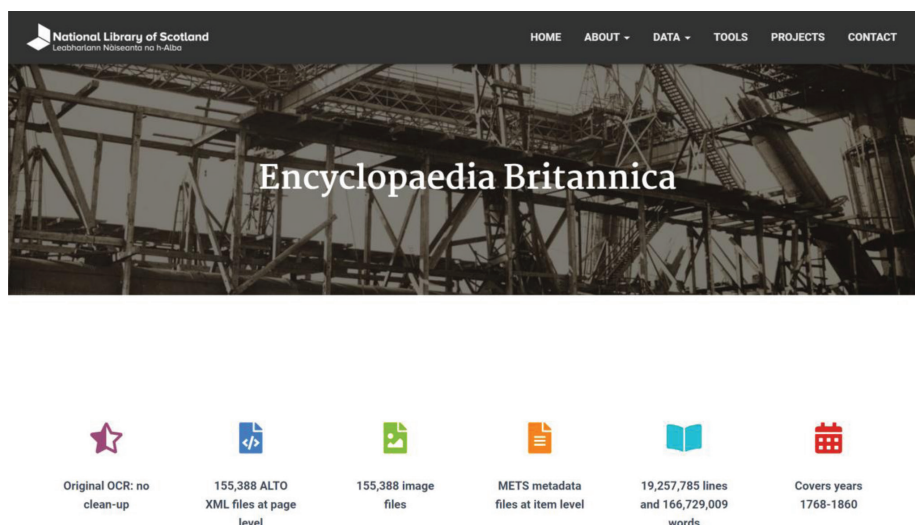 National Library of Scotland
Leabharlann Nàiseanta na h-Alba
HOME ABOUT DATA TOOLS PROJECTS CONTACT
Encyclopaedia Britannica
Original OCR: no
clean-up
155,388 ALTO
XML files at page
level
155,388 image
files
METS metadata
files at item level
19,257,785 lines
and 166,729,009
words
Covers years
1768-1860